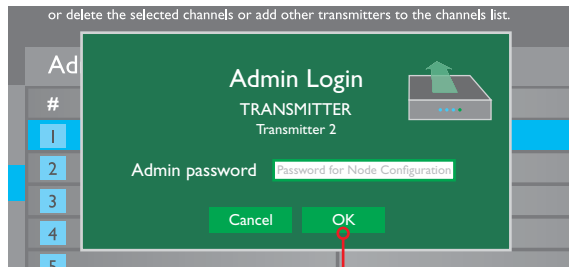 or delete the selected channels or add other transmitters to the channels list.
Ad
Admin Login
#
TRANSMITTER
Transmitter 2
1
2
Admin password Password for Node Configuration
3
Cancel OK
4
5